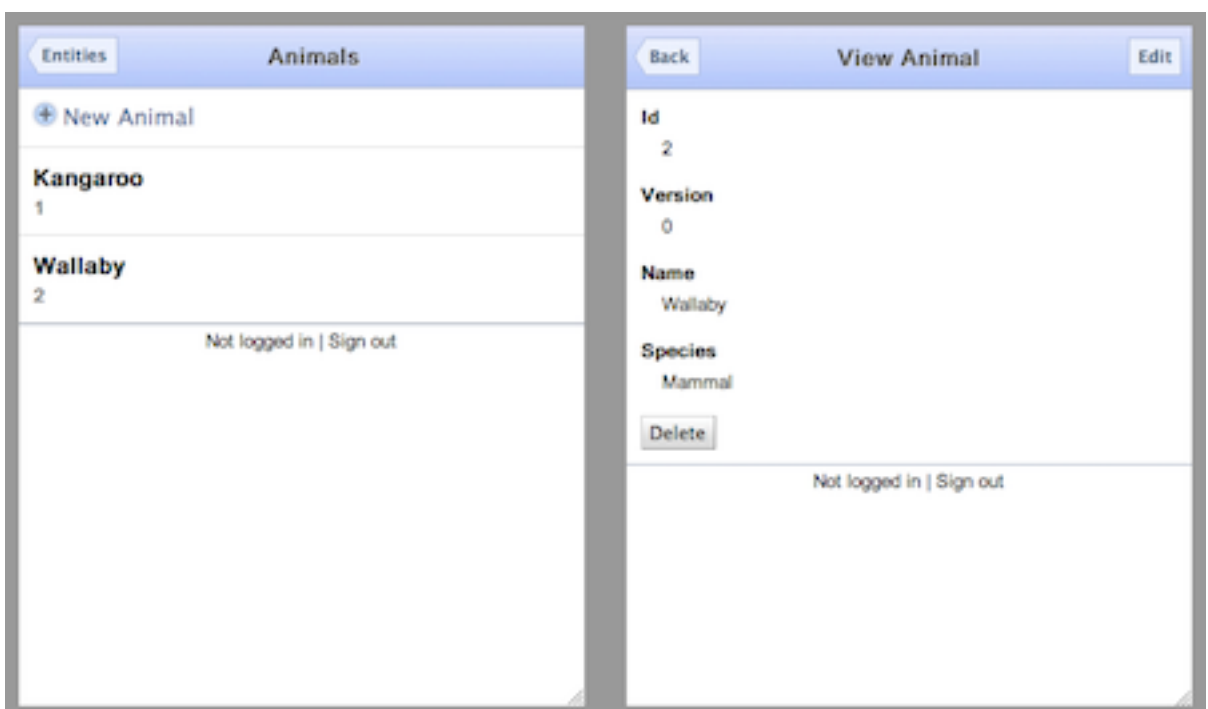 Entities
Animals
New Animal
Kangaroo
1
Wallaby
2
Not logged in | Sign out
Back
View Animal
Edit
Id
2
Version
0
Name
Wallaby
Species
Mammal
Delete
Not logged in | Sign out